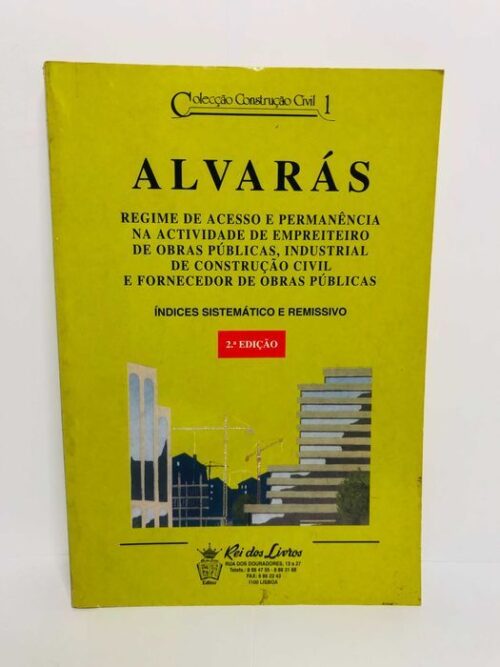 Colecção Construção Civil 1
ALVARÁS
REGIME DE ACESSO E PERMANÊNCIA
NA ACTIVIDADE DE EMPREITEIRO
DE OBRAS PÚBLICAS, INDUSTRIAL
DE CONSTRUÇÃO CIVIL
E FORNECEDOR DE OBRAS PÚBLICAS
ÍNDICES SISTEMÁTICO E REMISSIVO
2.ª EDIÇÃO
Rei dos Livros
RUA DOS DOURADORES, 13 a 27
1100 LISBOA